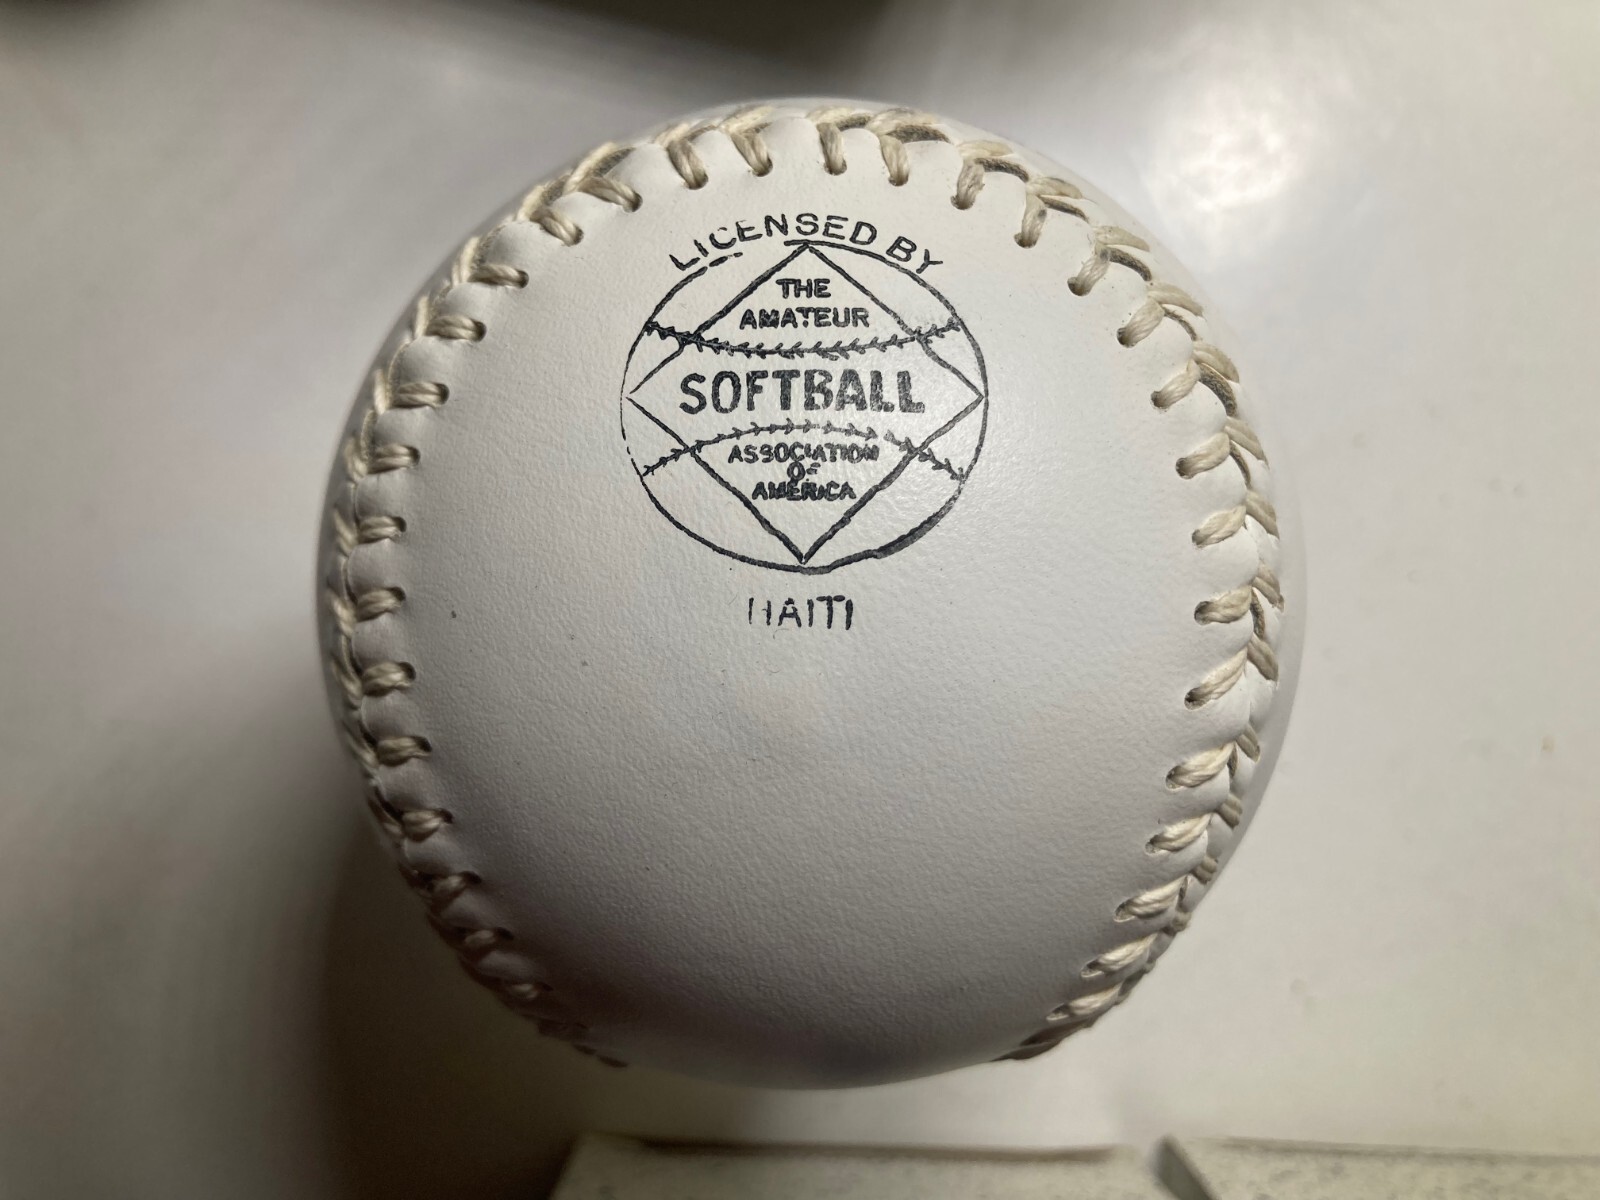 LICENSED BY
THE
AMATEUR
SOFTBALL
ASSOCIATION
OF
AMERICA
HAITI